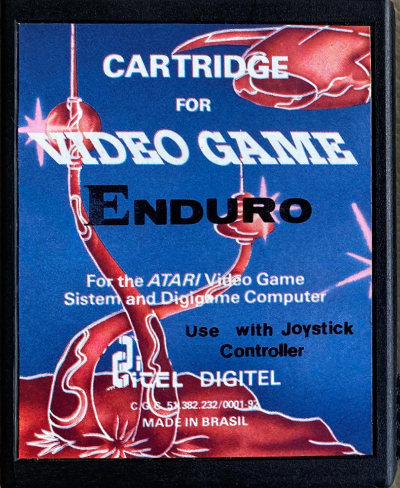 CARTRIDGE
FOR
VIDEO GAME
ENDURO
For the ATARI Video Game
Sistem and Digigame Computer
Use with Joystick
Controller
DIGITEL
MADE IN BRASIL